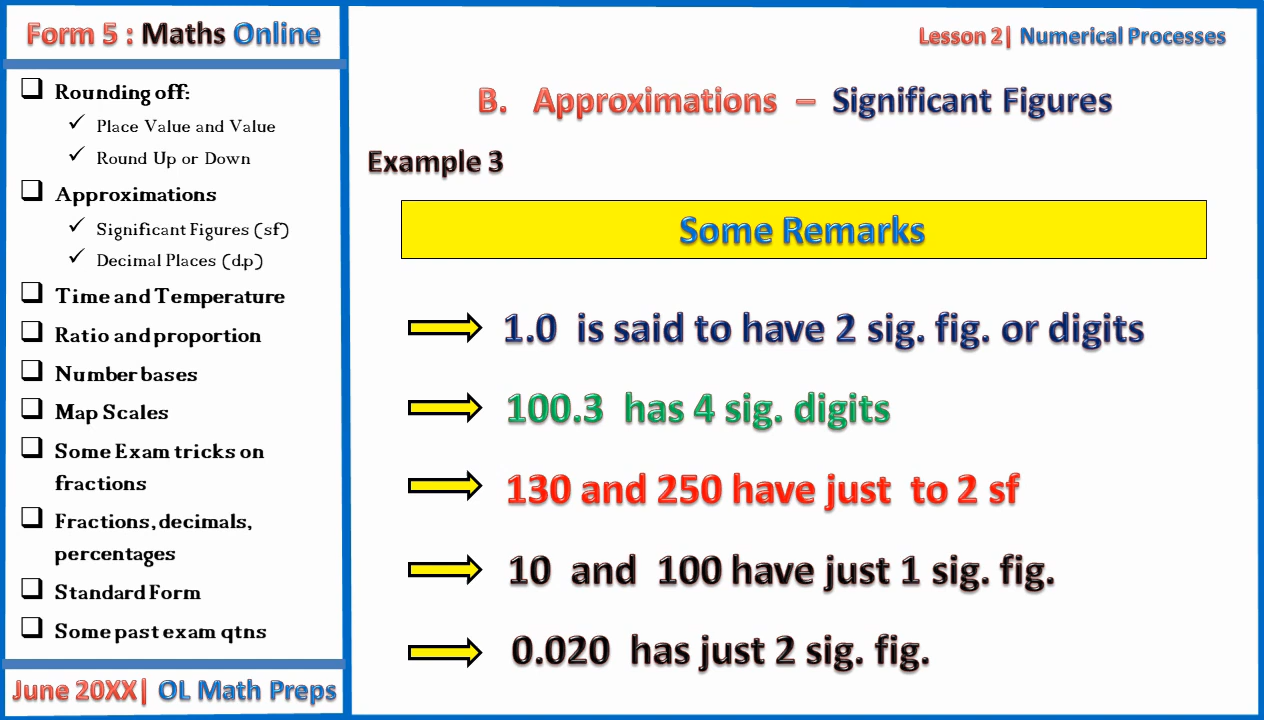 Form 5 : Maths Online
Rounding off:
Place Value and Value
Round Up or Down
Approximations
Significant Figures (sf)
Decimal Places (d.p)
Time and Temperature
Ratio and proportion
Number bases
Map Scales
Some Exam tricks on
fractions
Fractions, decimals,
percentages
Standard Form
Some past exam qtns
June 20XX| OL Math Preps
Lesson 2| Numerical Processes
B. Approximations – Significant Figures
Example 3
Some Remarks
1.0 is said to have 2 sig. fig. or digits
100.3 has 4 sig. digits
130 and 250 have just to 2 sf
10 and 100 have just 1 sig. fig.
0.020 has just 2 sig. fig.